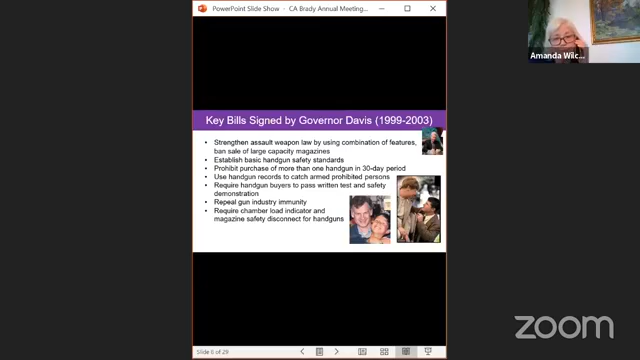 PowerPoint Slide Show - CA Brady Annual Meeting...
Amanda Wilc...
Key Bills Signed by Governor Davis (1999-2003)
• Strengthen assault weapon law by using combination of features,
ban sale of large capacity magazines
• Establish basic handgun safety standards
• Prohibit purchase of more than one handgun in 30-day period
• Use handgun records to catch armed prohibited persons
• Require handgun buyers to pass written test and safety
demonstration
• Repeal gun industry immunity
• Require chamber load indicator and
magazine safety disconnect for handguns
zoom
Slide 6 of 29